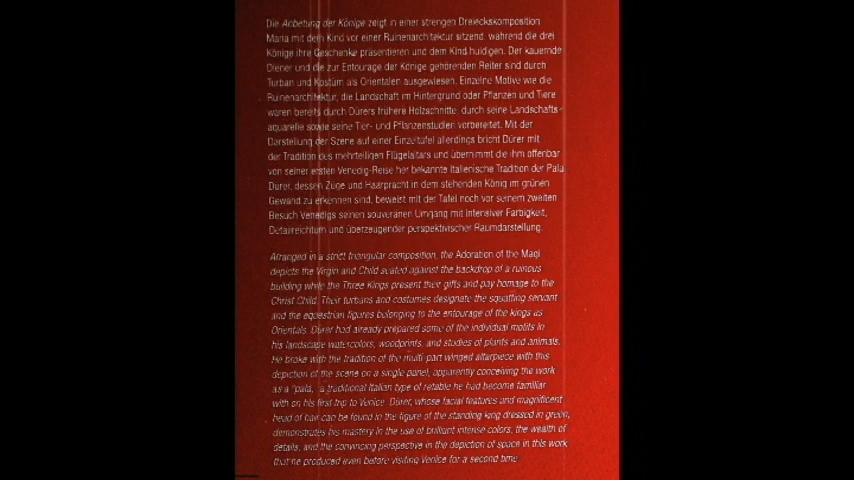 Die Anbetung der Könige zeigt in einer strengen Dreieckskomposition
Maria mit dem Kind vor einer Ruinenarchitektur sitzend, während die drei
Könige ihre Geschenke präsentieren und dem Kind huldigen. Der kauernde
Diener und die zur Entourage der Könige gehörenden Reiter sind durch
Turban und Kostüm als Orientalen ausgewiesen. Einzelne Motive wie die
Ruinenarchitektur, die Landschaft im Hintergrund oder Pflanzen und Tiere
waren bereits durch Dürers frühere Holzschnitte, durch seine Landschafts-
aquarelle sowie seine Tier- und Pflanzenstudien vorbereitet. Mit der
Darstellung der Szene auf einer Einzeltafel allerdings bricht Dürer mit
der Tradition des mehrteiligen Flügelaltars und übernimmt die ihm offenbar
von seiner ersten Venedig-Reise her bekannte italienische Tradition der Pala.
Dürer, dessen Züge und Haarpracht in dem stehenden König im grünen
Gewand zu erkennen sind, beweist mit der Tafel noch vor seinem zweiten
Besuch Venedigs seinen souveränen Umgang mit intensiver Farbigkeit,
Detailreichtum und überzeugender perspektivischer Raumdarstellung.
Arranged in a strict triangular composition, the Adoration of the Magi
depicts the Virgin and Child seated against the backdrop of a ruinous
building while the Three Kings present their gifts and pay homage to the
Christ Child. Their turbans and costumes designate the squatting servant
and the equestrian figures belonging to the entourage of the kings as
Orientals. Dürer had already prepared some of the individual motifs in
his landscape watercolors, woodprints, and studies of plants and animals.
He broke with the tradition of the multi-part winged altarpiece with this
depiction of the scene on a single panel, apparently conceiving the work
as a "pala," a traditional Italian type of retable he had become familiar
with on his first trip to Venice. Dürer, whose facial features and magnificent
head of hair can be found in the figure of the standing king dressed in green,
demonstrates his mastery in the use of brilliant intense colors, the wealth of
details, and the convincing perspective in the depiction of space in this work
that he produced even before visiting Venice for a second time.